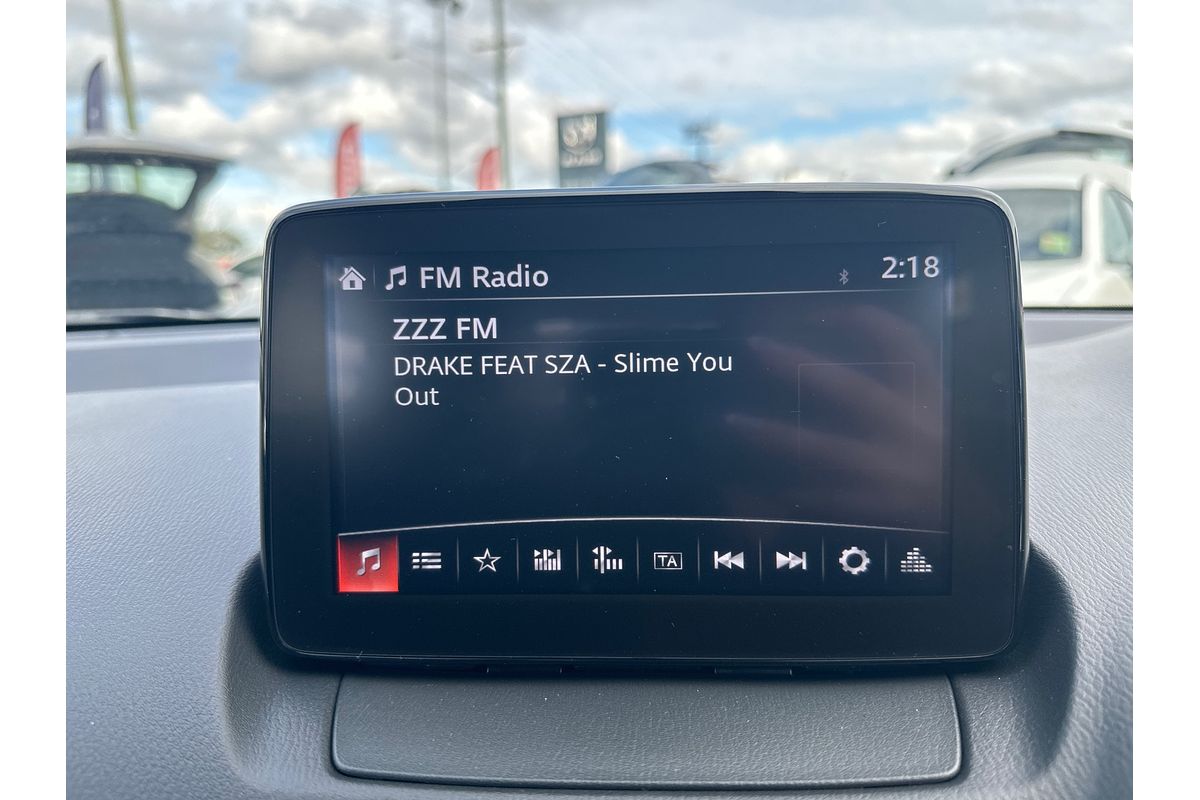 FM Radio
2:18
ZZZ FM
DRAKE FEAT SZA - Slime You
Out
TA